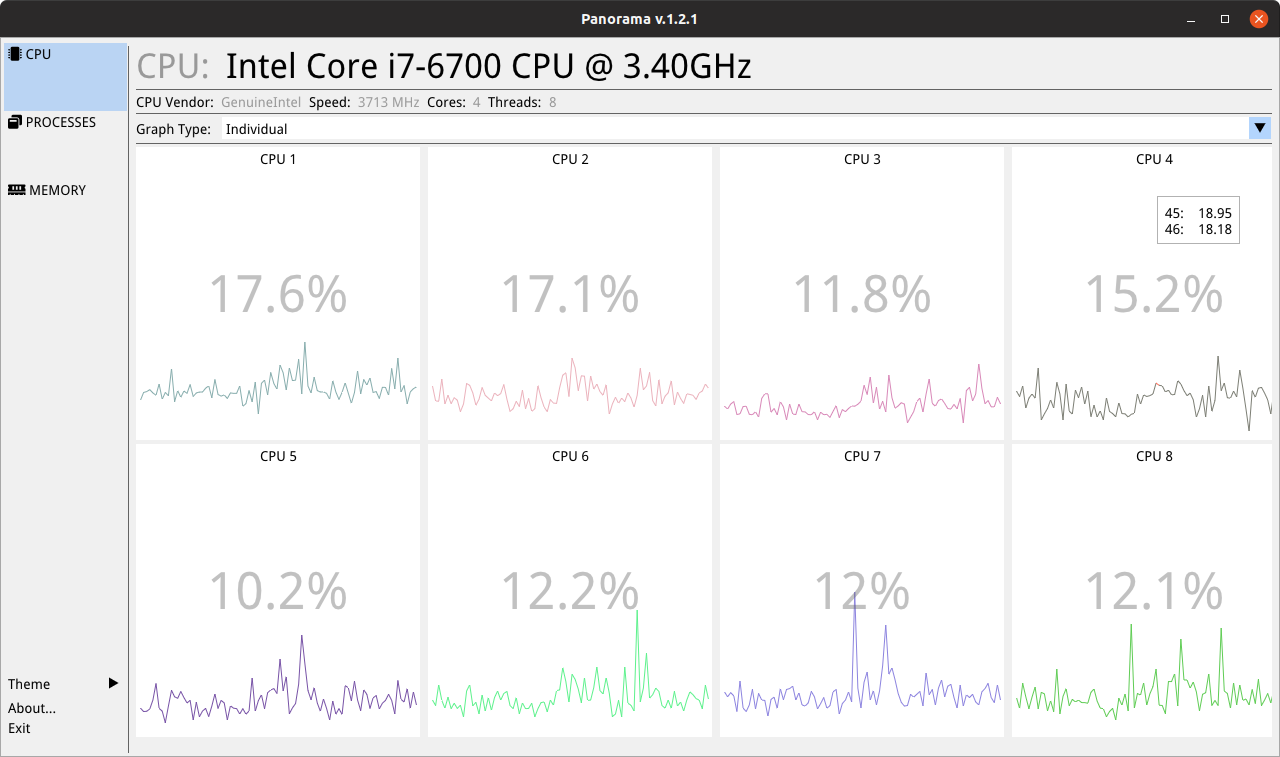 Panorama v.1.2.1
CPU
PROCESSES
MEMORY
Theme
About...
Exit
CPU: Intel Core i7-6700 CPU @ 3.40GHz
CPU Vendor: GenuineIntel Speed: 3713 MHz Cores: 4 Threads: 8
Graph Type: Individual
CPU 1
17.6%
CPU 2
17.1%
CPU 3
11.8%
CPU 4
45: 18.95
46: 18.18
15.2%
CPU 5
10.2%
CPU 6
12.2%
CPU 7
12%
CPU 8
12.1%